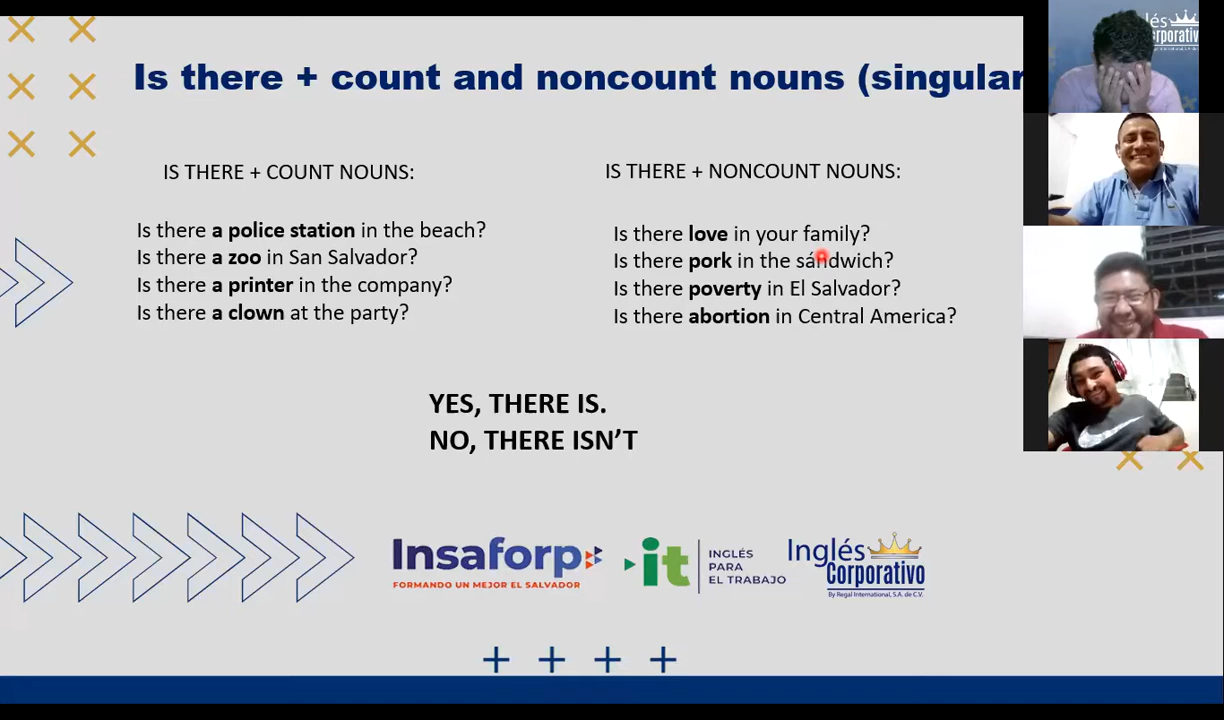 Is there + count and noncount nouns (singular
IS THERE + COUNT NOUNS:
Is there a police station in the beach?
Is there a zoo in San Salvador?
Is there a printer in the company?
Is there a clown at the party?
IS THERE + NONCOUNT NOUNS:
Is there love in your family?
Is there pork in the sandwich?
Is there poverty in El Salvador?
Is there abortion in Central America?
YES, THERE IS.
NO, THERE ISN’T
Insaforp
FORMANDO UN MEJOR EL SALVADOR
it
INGLÉS
PARA
EL TRABAJO
Inglés
Corporativo
By Regal International, S.A. de C.V.